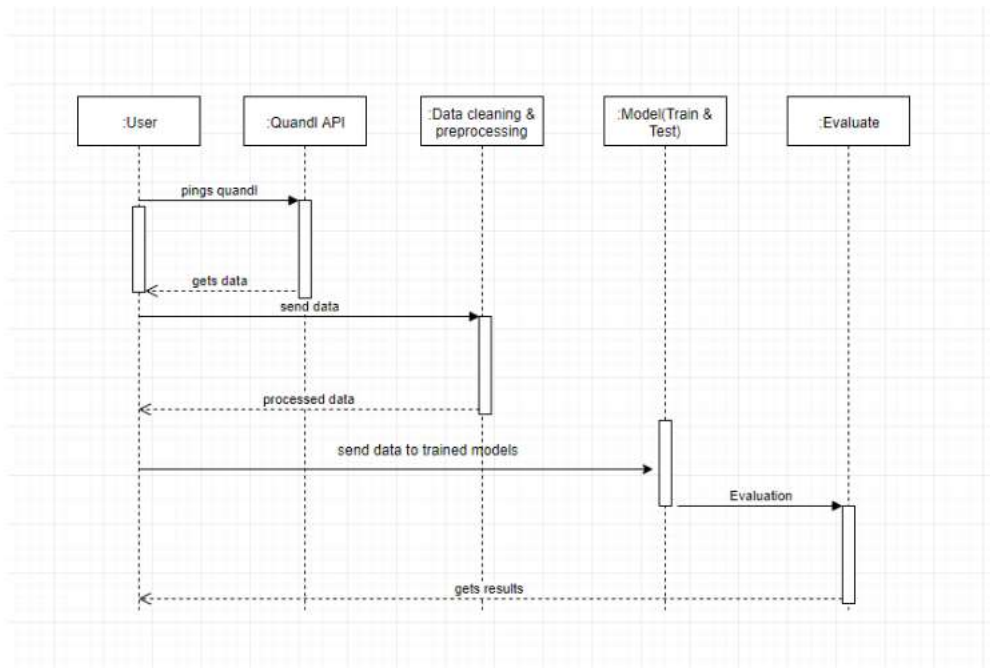 :User
:Quandl API
:Data cleaning &
preprocessing
:Model(Train &
Test)
:Evaluate
pings quandl
gets data
send data
processed data
send data to trained models
Evaluation
gets results